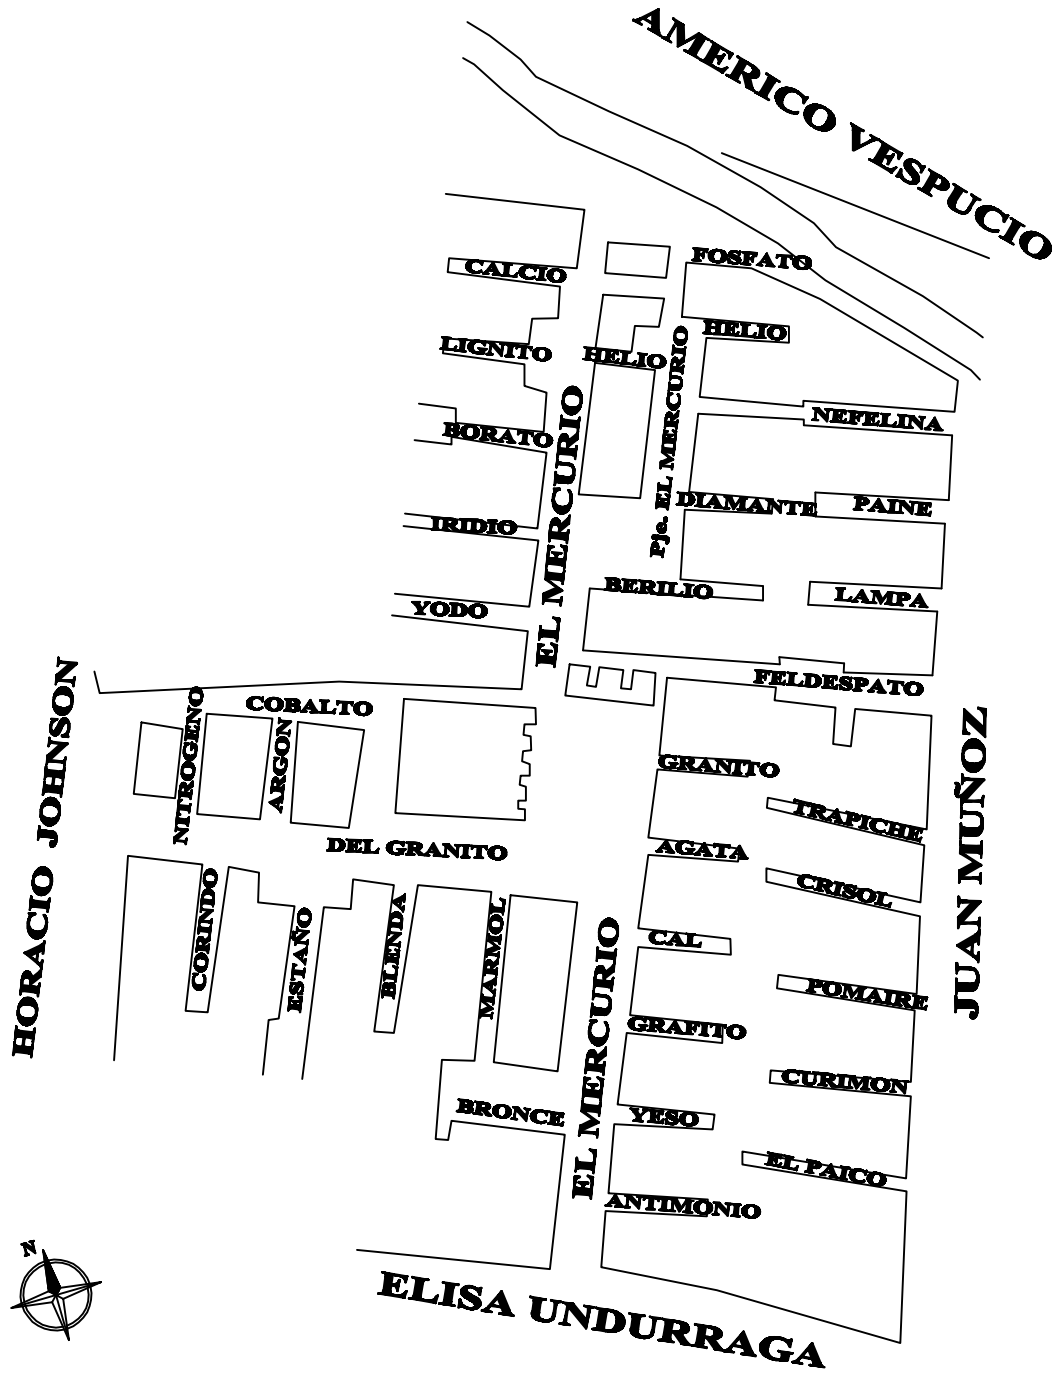 AMERICO VESPUCIO
FOSFATO
CALCIO
HELIO
LIGNITO
HELIO
Pje. EL MERCURIO
EL MERCURIO
NEFELINA
BORATO
DIAMANTE
PAINE
IRIDIO
BERILIO
LAMPA
YODO
HORACIO JOHNSON
FELDESPATO
COBALTO
NITROGENO
ARGON
JUAN MUÑOZ
GRANITO
TRAPICHE
DEL GRANITO
AGATA
CRISOL
CORINDO
ESTAÑO
BLENDA
MARMOL
EL MERCURIO
CAL
POMAIRE
GRAFITO
CURIMON
BRONCE
YESO
EL PAICO
ANTIMONIO
N
ELISA UNDURRAGA